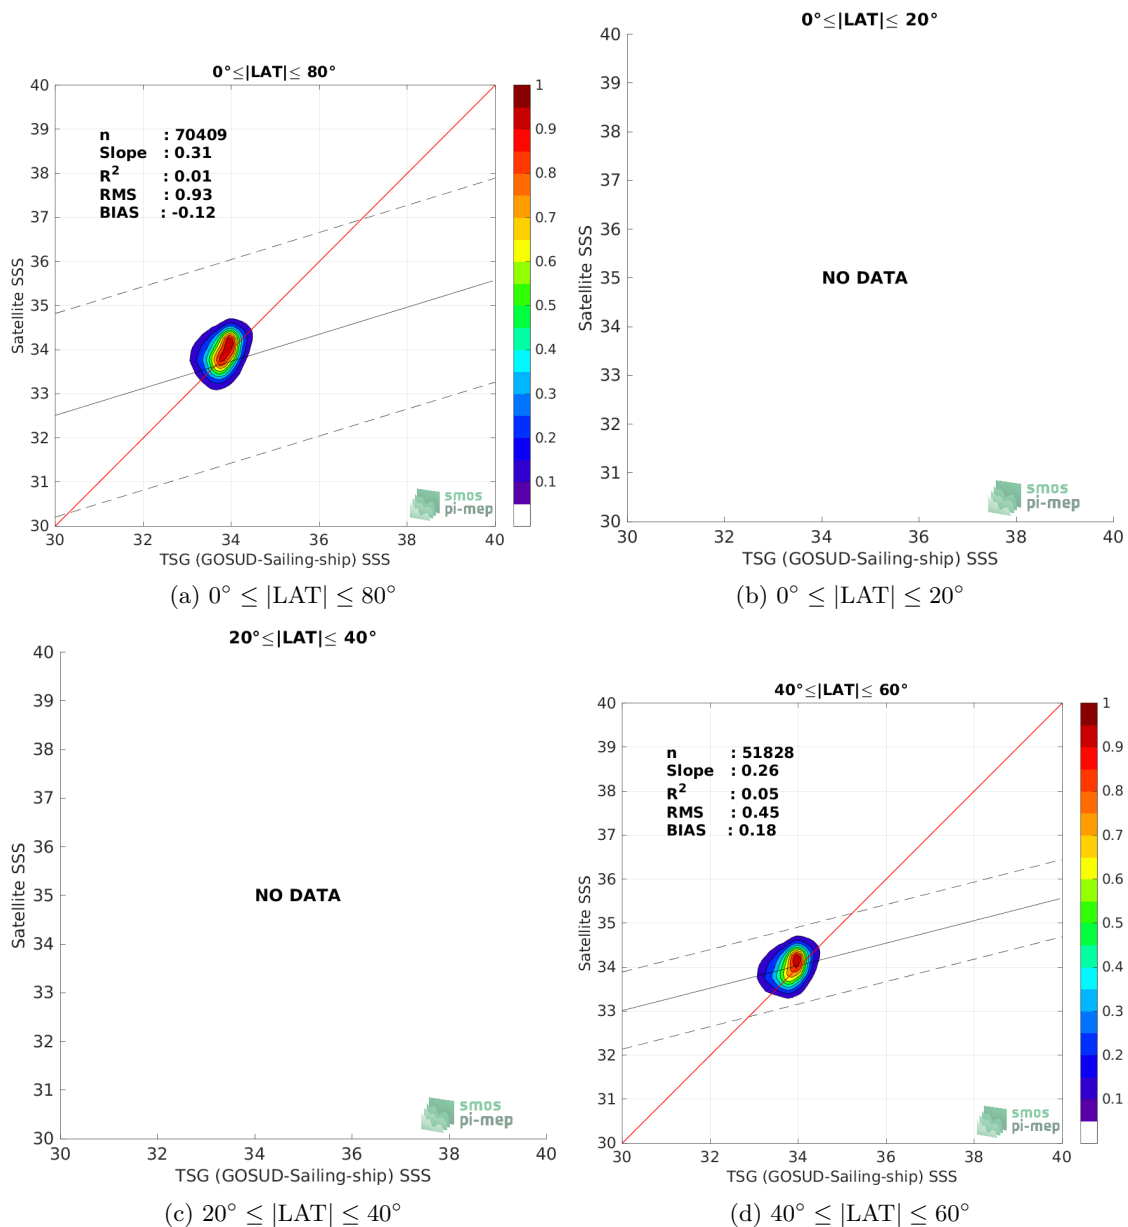 0°≤|LAT|≤ 80°
40
39
38
37
36
35
34
33
32
31
30
Satellite SSS
n : 70409
Slope : 0.31
R² : 0.01
RMS : 0.93
BIAS : -0.12
1
0.9
0.8
0.7
0.6
0.5
0.4
0.3
0.2
0.1
smos
pi-mep
30 32 34 36 38 40
TSG (GOSUD-Sailing-ship) SSS
(a) 0° ≤ |LAT| ≤ 80°
0°≤|LAT|≤ 20°
40
39
38
37
36
35
34
33
32
31
30
Satellite SSS
NO DATA
smos
pi-mep
30 32 34 36 38 40
TSG (GOSUD-Sailing-ship) SSS
(b) 0° ≤ |LAT| ≤ 20°
20°≤|LAT|≤ 40°
40
39
38
37
36
35
34
33
32
31
30
Satellite SSS
NO DATA
smos
pi-mep
30 32 34 36 38 40
TSG (GOSUD-Sailing-ship) SSS
(c) 20° ≤ |LAT| ≤ 40°
40°≤|LAT|≤ 60°
40
39
38
37
36
35
34
33
32
31
30
Satellite SSS
n : 51828
Slope : 0.26
R² : 0.05
RMS : 0.45
BIAS : 0.18
1
0.9
0.8
0.7
0.6
0.5
0.4
0.3
0.2
0.1
smos
pi-mep
30 32 34 36 38 40
TSG (GOSUD-Sailing-ship) SSS
(d) 40° ≤ |LAT| ≤ 60°